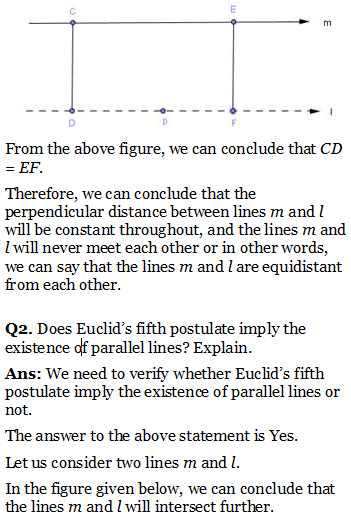 C E
m
D P F l
From the above figure, we can conclude that CD
= EF.
Therefore, we can conclude that the
perpendicular distance between lines m and l
will be constant throughout, and the lines m and
l will never meet each other or in other words,
we can say that the lines m and l are equidistant
from each other.
Q2. Does Euclid's fifth postulate imply the
existence of parallel lines? Explain.
Ans: We need to verify whether Euclid's fifth
postulate imply the existence of parallel lines or
not.
The answer to the above statement is Yes.
Let us consider two lines m and l.
In the figure given below, we can conclude that
the lines m and l will intersect further.